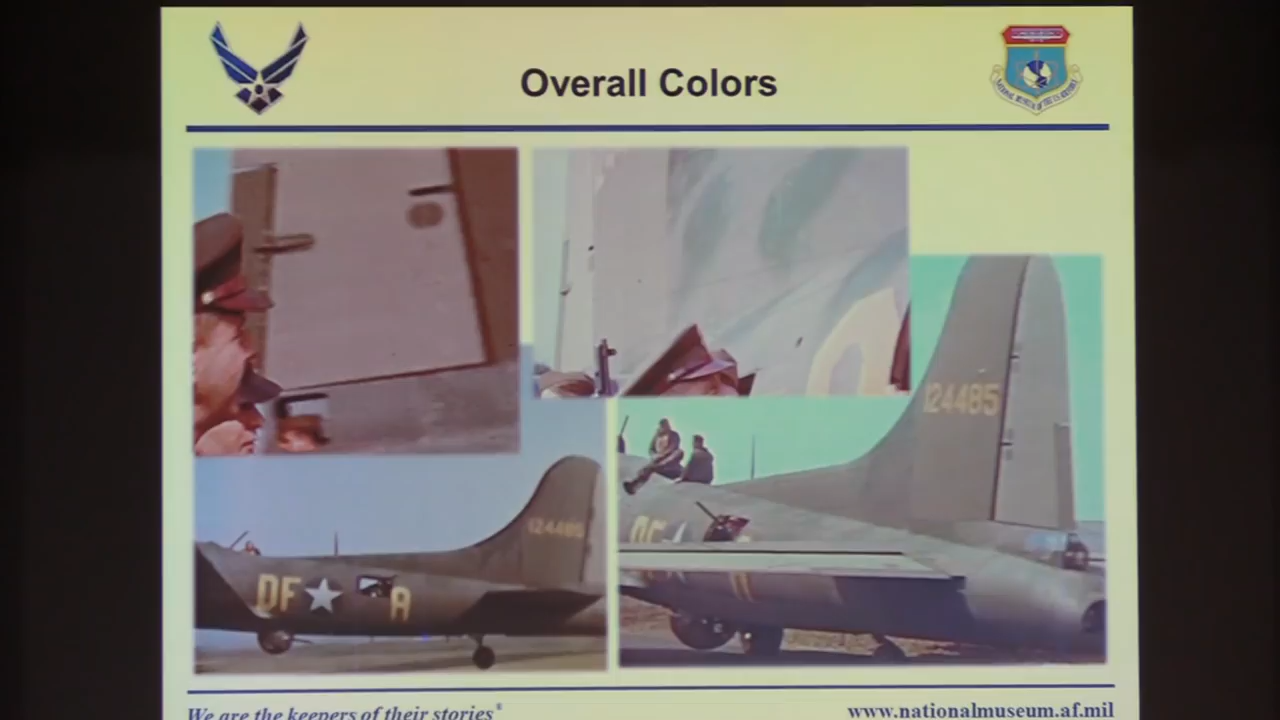 Overall Colors
124485
124485
DF A
DF
We are the keepers of their stories®
www.nationalmuseum.af.mil